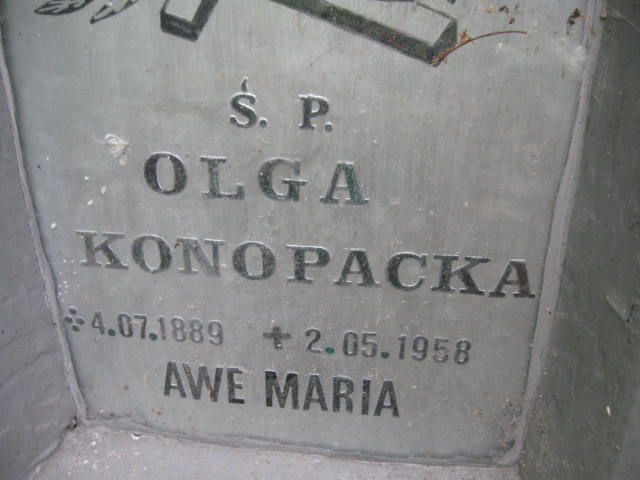 Ś. P.
OLGA
KONOPACKA
4.07.1889 + 2.05.1958
AWE MARIA